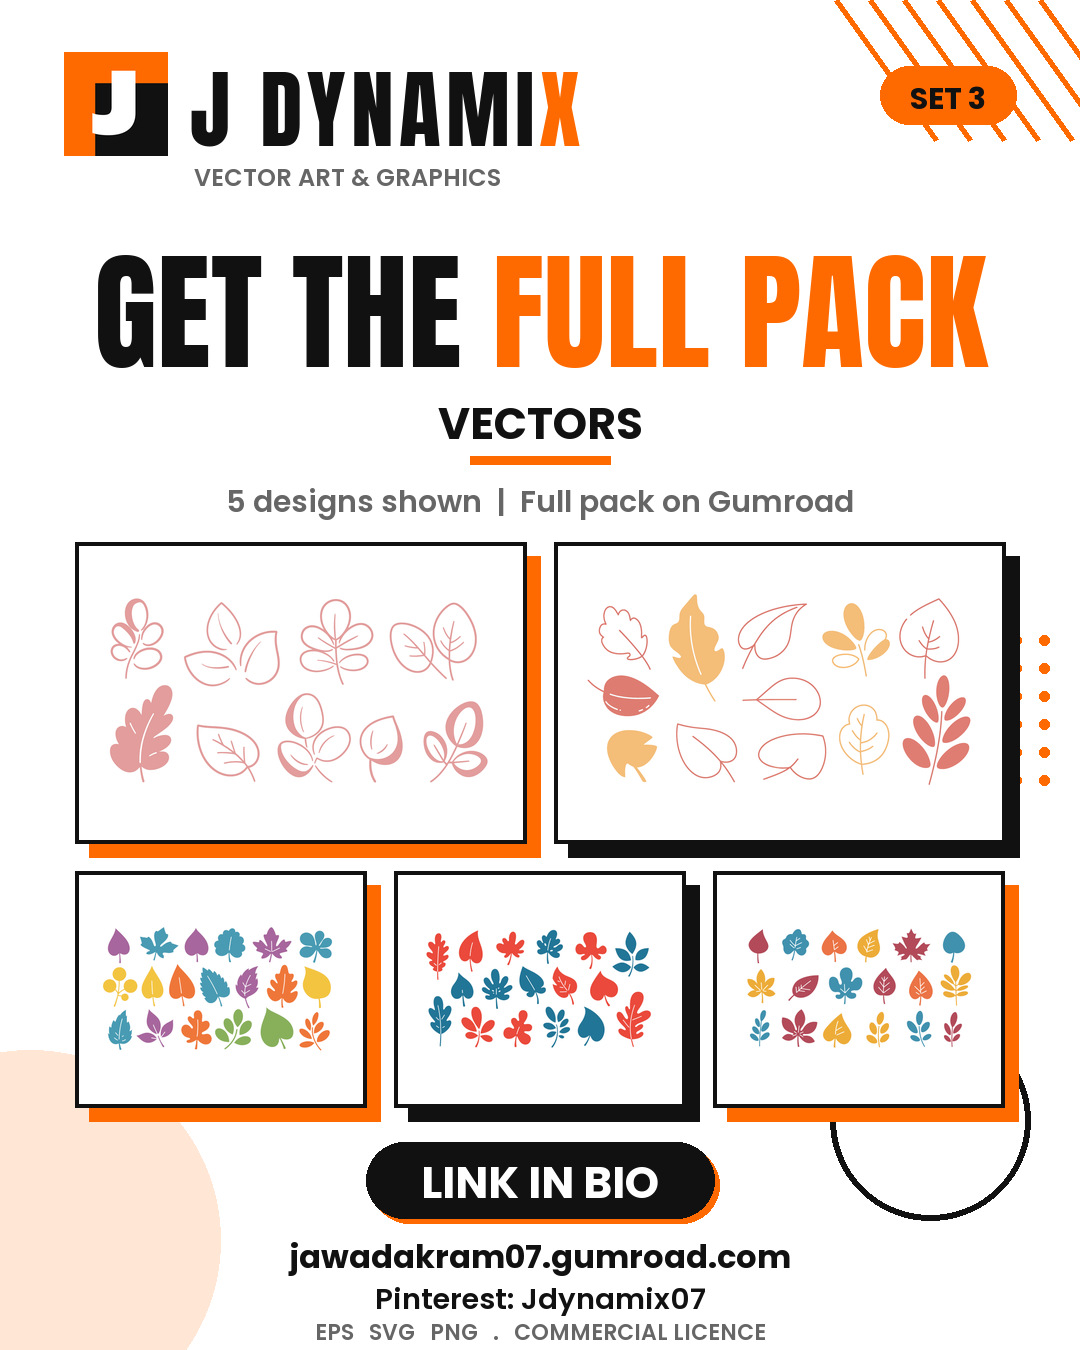 J
J DYNAMIX
VECTOR ART & GRAPHICS
SET 3
GET THE FULL PACK
VECTORS
5 designs shown | Full pack on Gumroad
LINK IN BIO
jawadakram07.gumroad.com
Pinterest: Jdynamix07
EPS SVG PNG . COMMERCIAL LICENCE